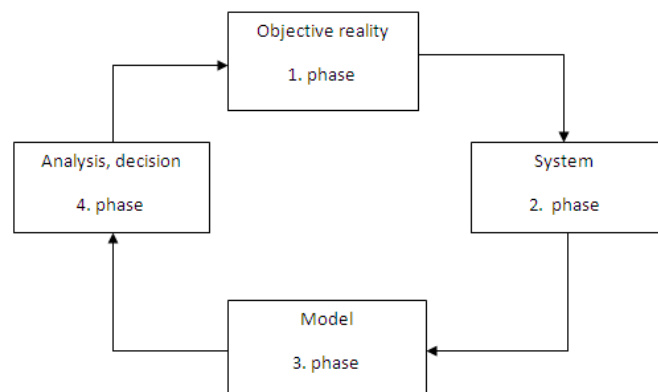 Objective reality
1. phase
Analysis, decision
4. phase
System
2. phase
Model
3. phase